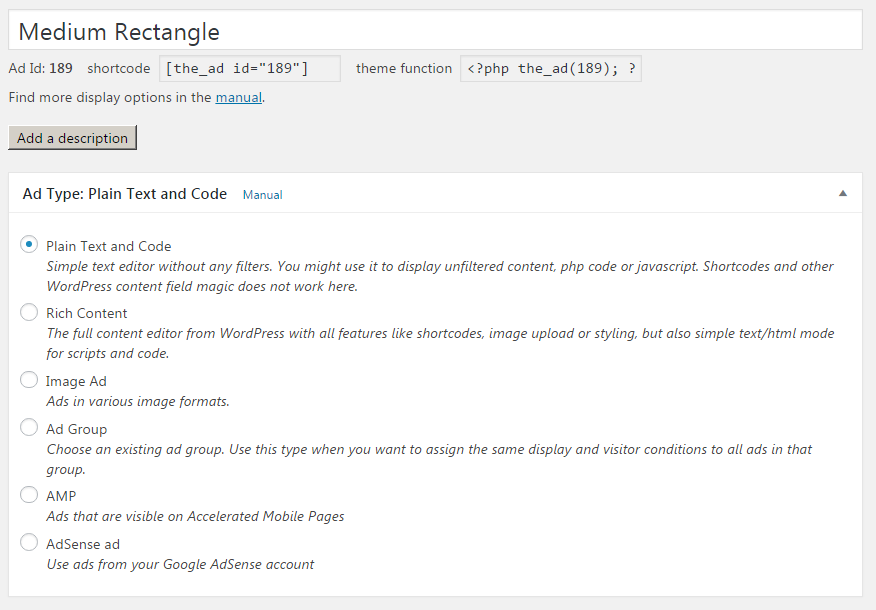 Medium Rectangle
Ad Id: 189 shortcode [the_ad id="189"] theme function <?php the_ad(189); ?
Find more display options in the manual.
Add a description
Ad Type: Plain Text and Code Manual
Plain Text and Code
Simple text editor without any filters. You might use it to display unfiltered content, php code or javascript. Shortcodes and other
WordPress content field magic does not work here.
Rich Content
The full content editor from WordPress with all features like shortcodes, image upload or styling, but also simple text/html mode
for scripts and code.
Image Ad
Ads in various image formats.
Ad Group
Choose an existing ad group. Use this type when you want to assign the same display and visitor conditions to all ads in that
group.
AMP
Ads that are visible on Accelerated Mobile Pages
AdSense ad
Use ads from your Google AdSense account